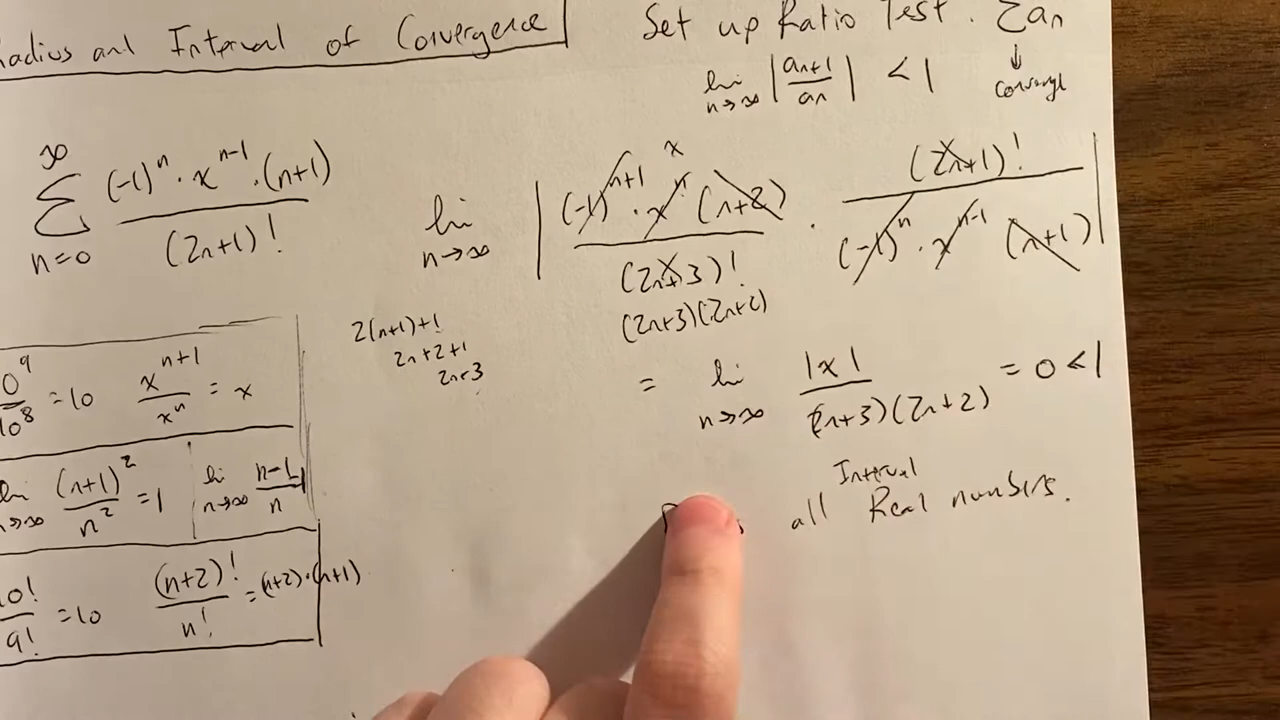 Radius and Interval of Convergence
Set up Ratio Test. Σan
lim n→∞ |an+1/an| < 1
↓ converge
∞ Σ n=0 (-1)^n · x^(n-1) · (n+1) / (2n+1)!
lim n→∞ | (-1)^(n+1) · x^n (n+2) / (2n+3)! · (2n+1)! / (-1)^n · x^(n-1) (n+1) |
x
(2n+3)(2n+2)
2(n+1)+1
2n+2+1
2n+3
= lim n→∞ |x| / (2n+3)(2n+2) = 0 < 1
Interval
all Real numbers.
10^9/10^8 = 10 x^(n+1)/x^n = x
lim n→∞ (n+1)^2/n^2 = 1 lim n→∞ n-1/n
10!/9! = 10 (n+2)!/n! = (n+2)·(n+1)